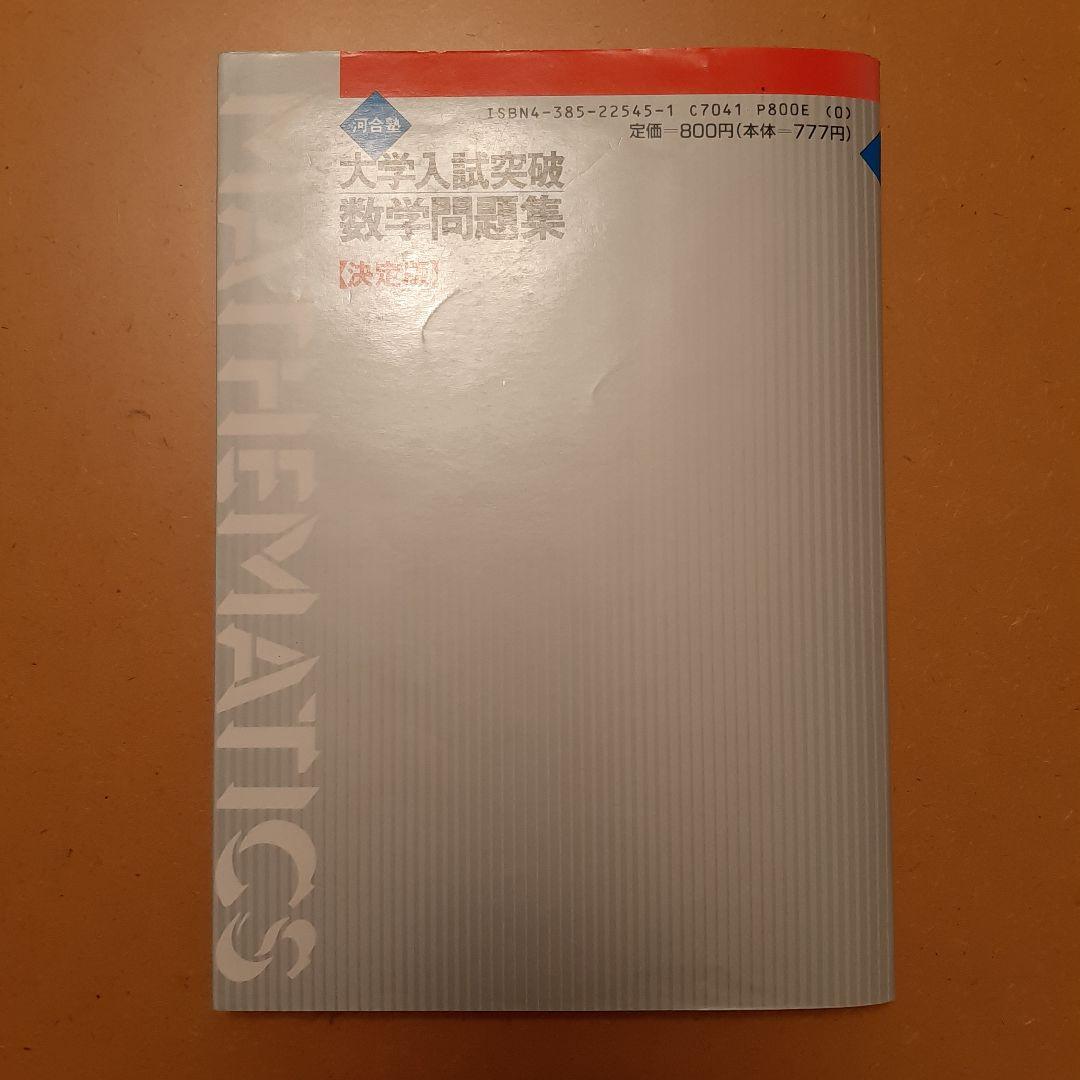 ISBN4-385-22545-1 C7041 P800E (0)
定価=800円(本体=777円)
河合塾
大学入試突破
数学問題集
【決定版】
MATHEMATICS